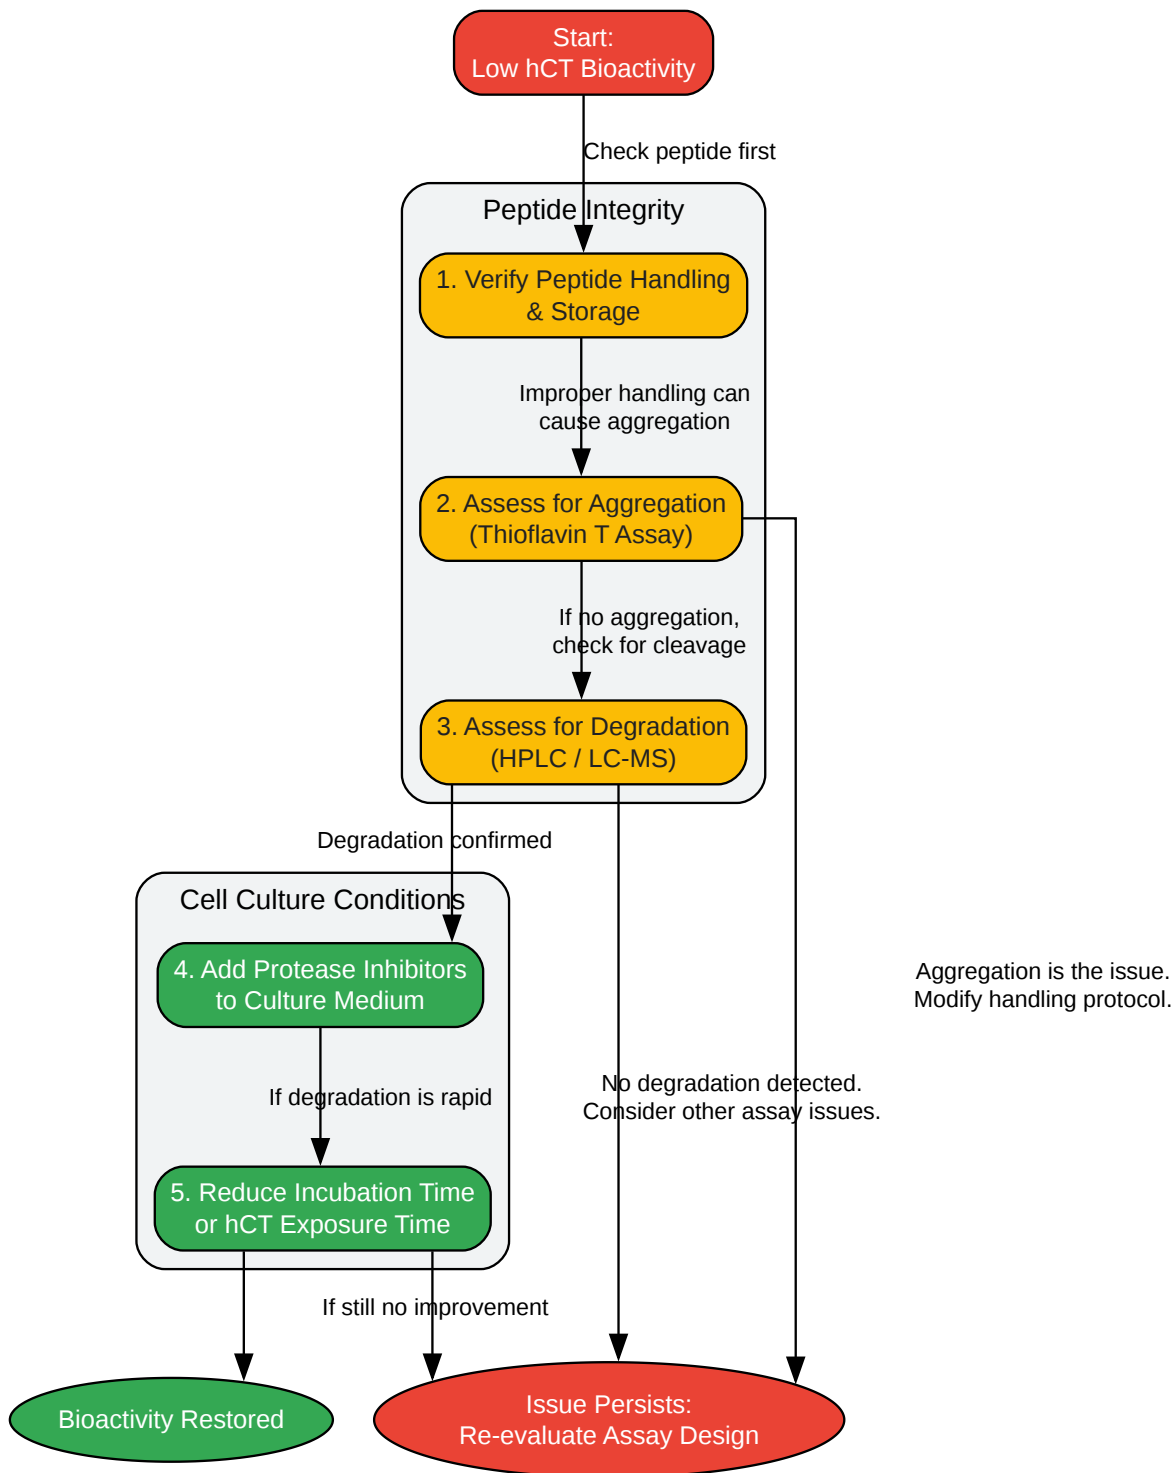 Start:
Low hCT Bioactivity
Check peptide first
Peptide Integrity
1. Verify Peptide Handling
& Storage
Improper handling can
cause aggregation
2. Assess for Aggregation
(Thioflavin T Assay)
If no aggregation,
check for cleavage
3. Assess for Degradation
(HPLC / LC-MS)
Degradation confirmed
Cell Culture Conditions
4. Add Protease Inhibitors
to Culture Medium
Aggregation is the issue.
Modify handling protocol.
If degradation is rapid
No degradation detected.
Consider other assay issues.
5. Reduce Incubation Time
or hCT Exposure Time
If still no improvement
Bioactivity Restored
Issue Persists:
Re-evaluate Assay Design